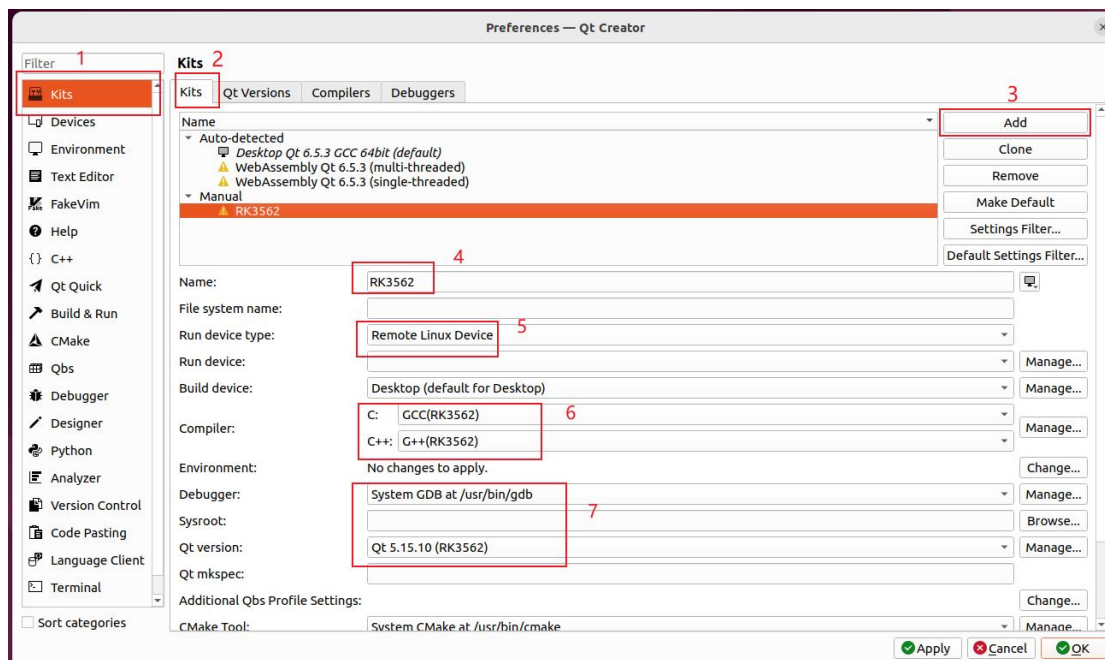 Preferences — Qt Creator
Filter
1
Kits
Devices
Environment
Text Editor
FakeVim
Help
C++
Qt Quick
Build & Run
CMake
Qbs
Debugger
Designer
Python
Analyzer
Version Control
Code Pasting
Language Client
Terminal
Sort categories
Kits 2
Kits Qt Versions Compilers Debuggers
3
Name
Auto-detected
Desktop Qt 6.5.3 GCC 64bit (default)
WebAssembly Qt 6.5.3 (multi-threaded)
WebAssembly Qt 6.5.3 (single-threaded)
Manual
RK3562
Add
Clone
Remove
Make Default
Settings Filter...
Default Settings Filter...
4
Name: RK3562
File system name:
Run device type: Remote Linux Device 5
Run device: Manage...
Build device: Desktop (default for Desktop) Manage...
Compiler: C: GCC(RK3562) 6
C++: G++(RK3562) Manage...
Environment: No changes to apply. Change...
Debugger: System GDB at /usr/bin/gdb Manage...
7
Sysroot: Browse...
Qt version: Qt 5.15.10 (RK3562) Manage...
Qt mkspec:
Additional Qbs Profile Settings: Change...
CMake Tool: System CMake at /usr/bin/cmake Manage...
Apply Cancel OK